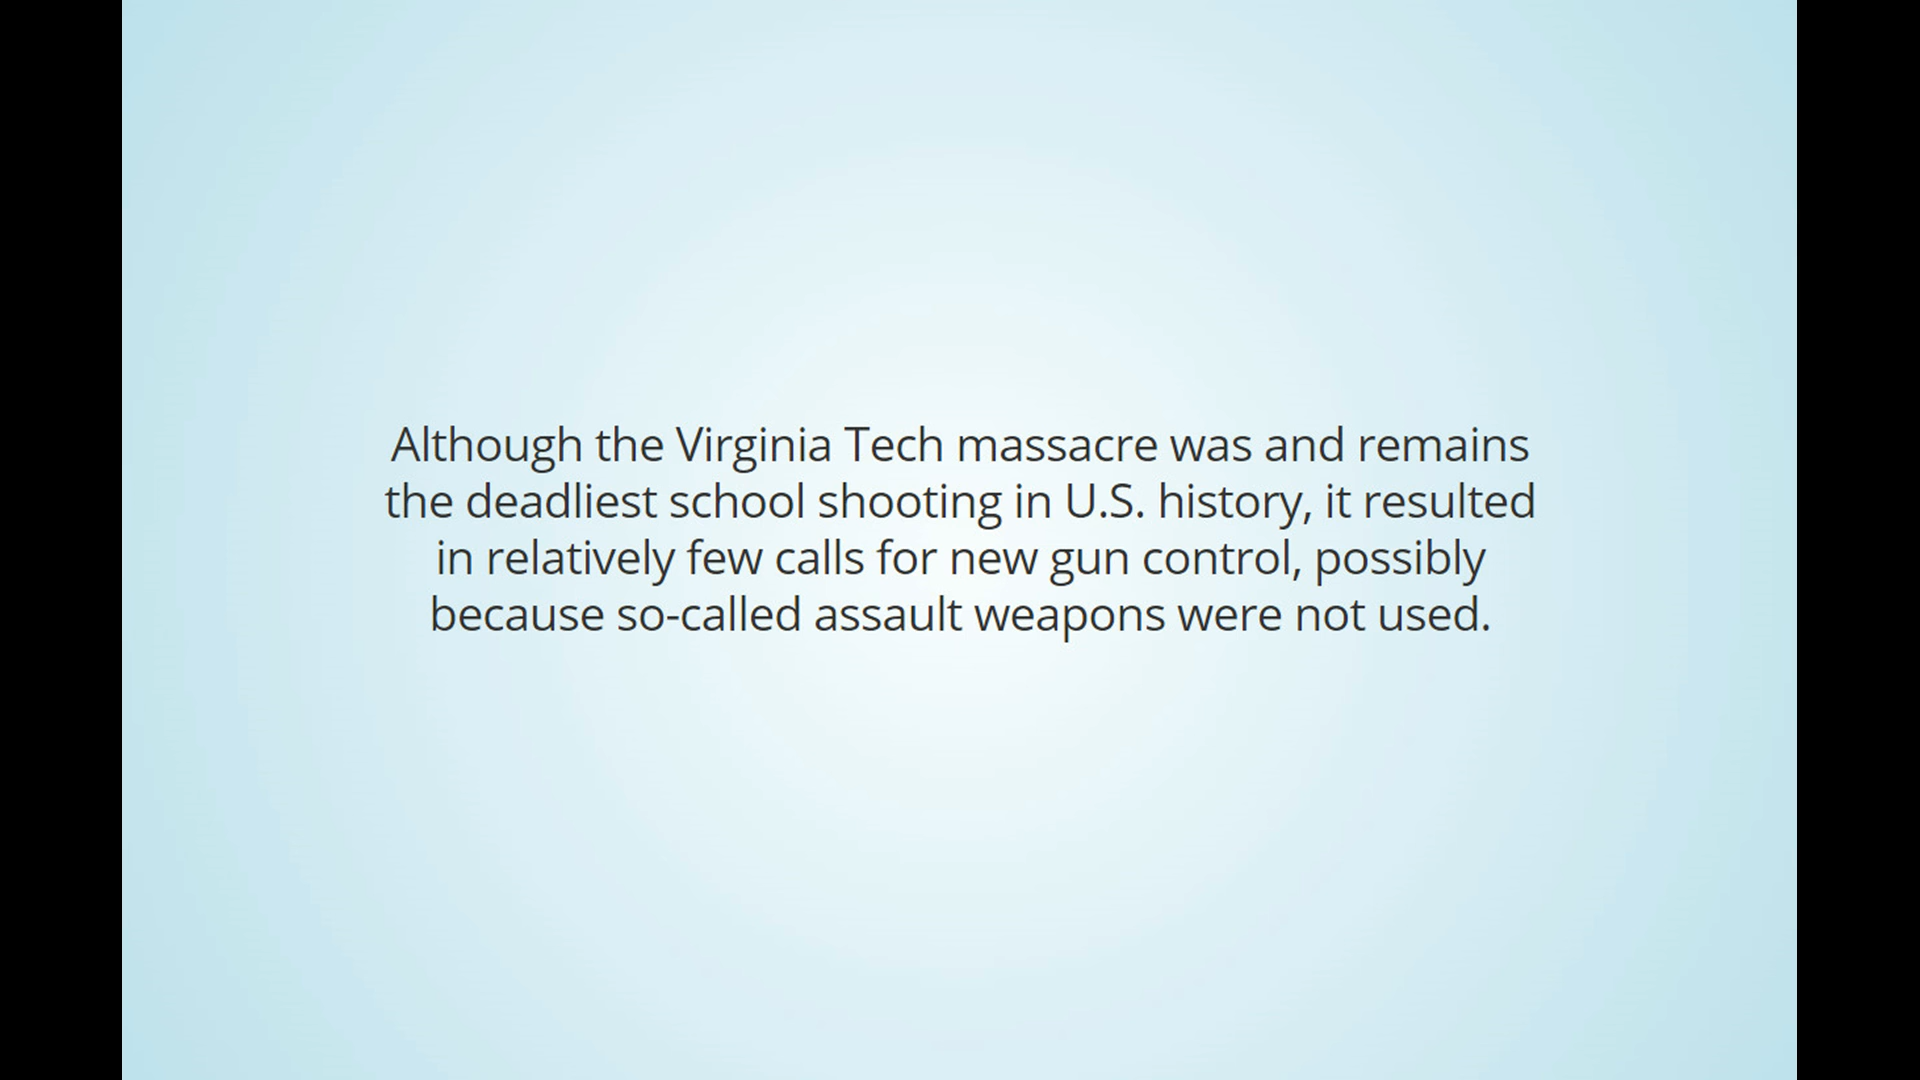 Although the Virginia Tech massacre was and remains
the deadliest school shooting in U.S. history, it resulted
in relatively few calls for new gun control, possibly
because so-called assault weapons were not used.